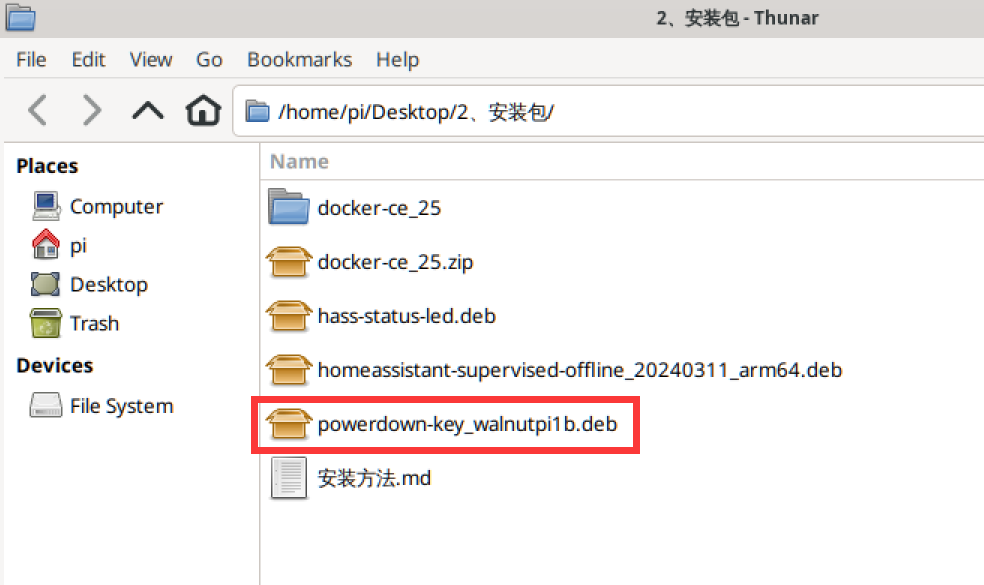 2、安装包 - Thunar
File Edit View Go Bookmarks Help
/home/pi/Desktop/2、安装包/
Places
Computer
pi
Desktop
Trash
Devices
File System
Name
docker-ce_25
docker-ce_25.zip
hass-status-led.deb
homeassistant-supervised-offline_20240311_arm64.deb
powerdown-key_walnutpi1b.deb
安装方法.md